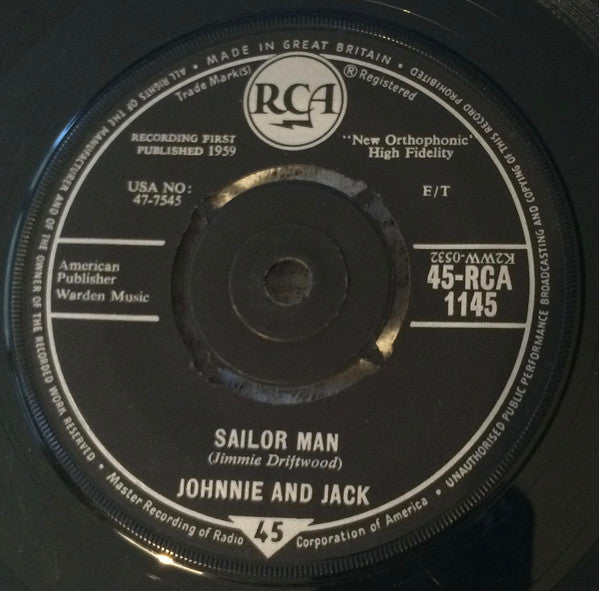 MADE IN GREAT BRITAIN
ALL RIGHTS OF THE MANUFACTURER AND OF THE OWNER OF THE RECORDED WORK RESERVED
UNAUTHORISED PUBLIC PERFORMANCE BROADCASTING AND COPYING OF THIS RECORD PROHIBITED
Trade Mark(s)
® Registered
RCA
RECORDING FIRST
PUBLISHED 1959
"New Orthophonic'
High Fidelity
USA NO:
47-7545
E/T
American
Publisher
Warden Music
K2WW-0532
45-RCA
1145
SAILOR MAN
(Jimmie Driftwood)
JOHNNIE AND JACK
Master Recording of Radio Corporation of America
45